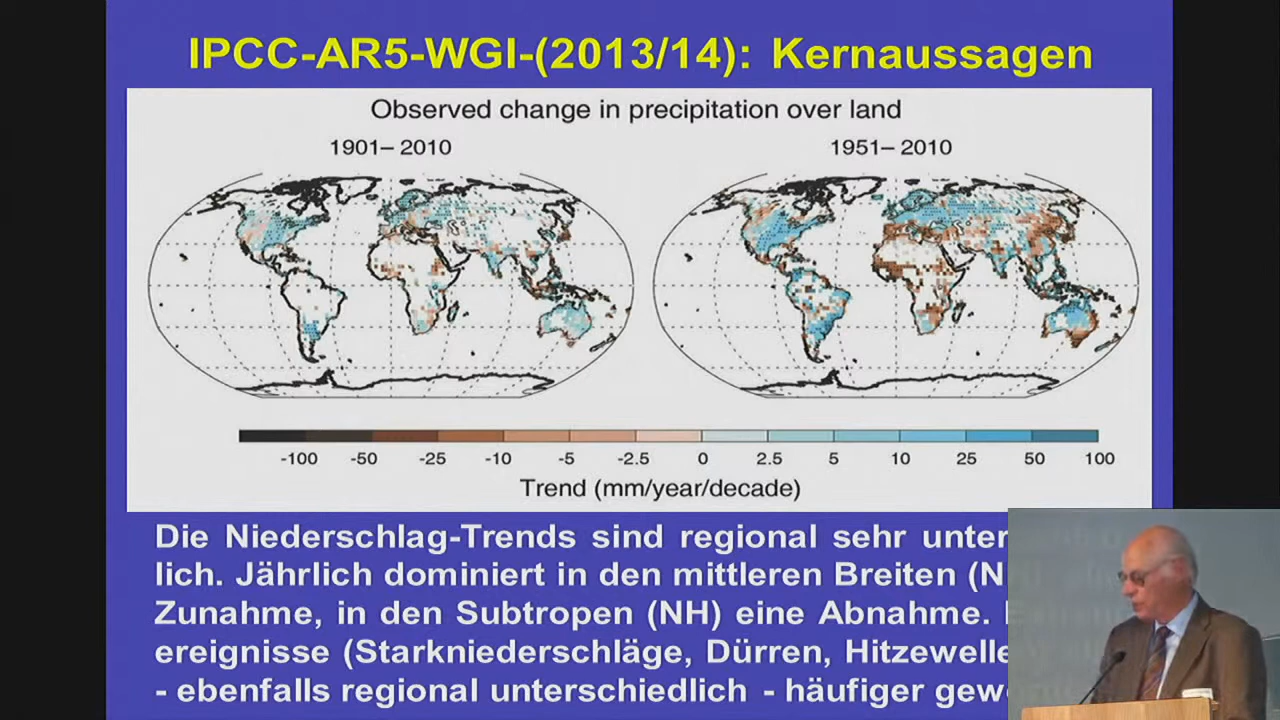 IPCC-AR5-WGI-(2013/14): Kernaussagen
Observed change in precipitation over land
1901– 2010 1951– 2010
-100 -50 -25 -10 -5 -2.5 0 2.5 5 10 25 50 100
Trend (mm/year/decade)
Die Niederschlag-Trends sind regional sehr
lich. Jährlich dominiert in den mittleren Breiten
Zunahme, in den Subtropen (NH) eine Abnahme.
ereignisse (Starkniederschläge, Dürren,
- ebenfalls regional unterschiedlich - häufiger